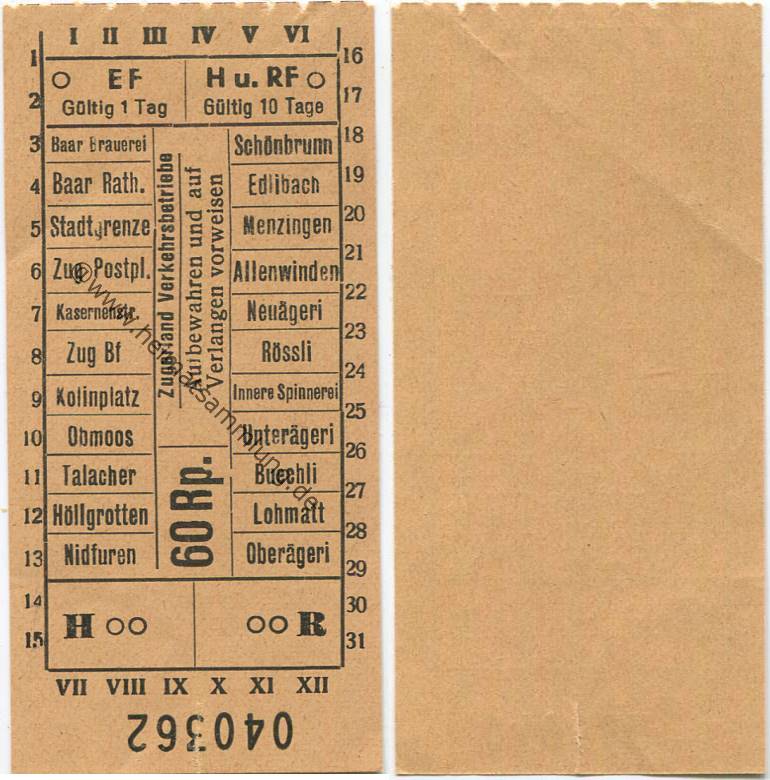 I II III IV V VI
1 16
EF H u. RF
2 Gültig 1 Tag Gültig 10 Tage 17
3 Baar Brauerei Schönbrunn 18
4 Baar Rath. Edlibach 19
5 Stadtgrenze Menzingen 20
6 Zug Postpl. Allenwinden 21
7 Kasernenstr. Neuägeri 22
8 Zug Bf Rössli 23
9 Kolinplatz Innere Spinnerei 24
10 Obmoos Unterägeri 25
11 Talacher Buechli 26
12 Höllgrotten Lohmatt 27
13 Nidfuren Oberägeri 28
29
Zugerland Verkehrsbetriebe
Aufbewahren und auf
Verlangen vorweisen
60 Rp.
14 30
H R
15 31
VII VIII IX X XI XII
040362
©www.heimatsammlung.de